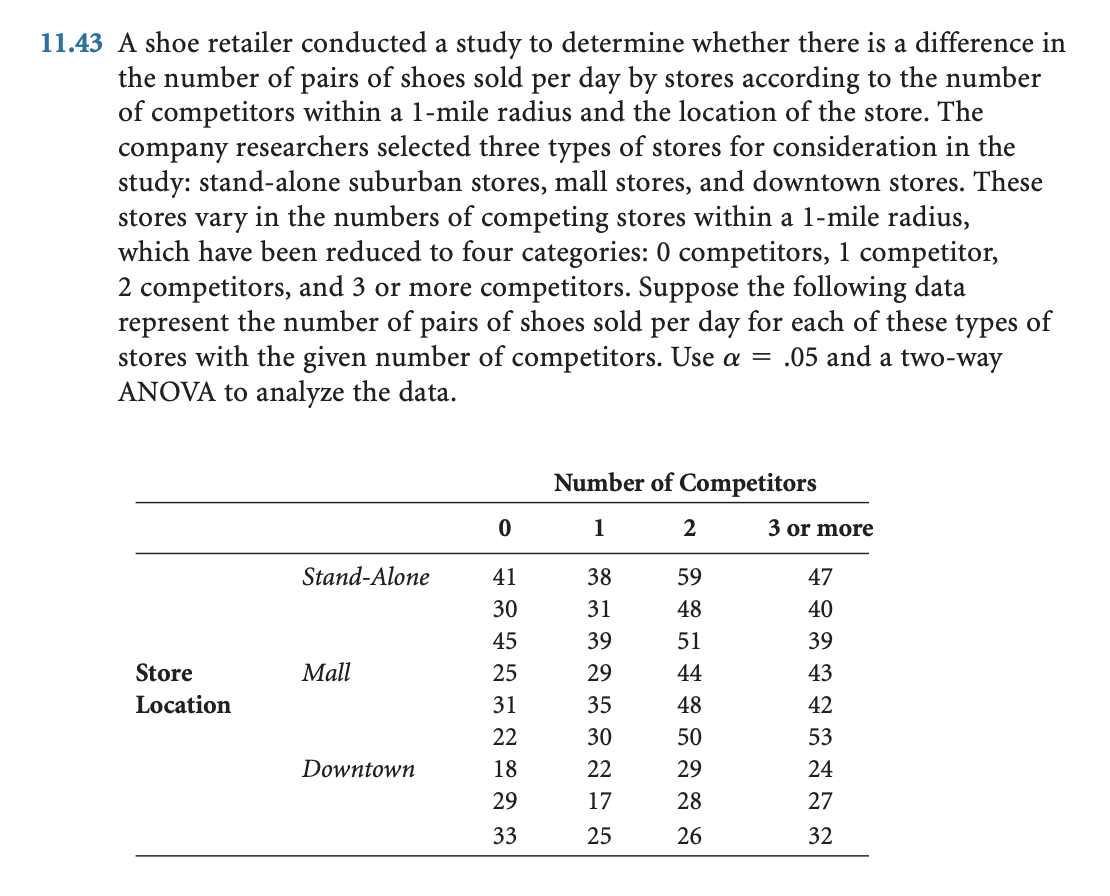 11.43 A shoe retailer conducted a study to determine whether there is a difference in
the number of pairs of shoes sold per day by stores according to the number
of competitors within a 1-mile radius and the location of the store. The
company researchers selected three types of stores for consideration in the
study: stand-alone suburban stores, mall stores, and downtown stores. These
stores vary in the numbers of competing stores within a 1-mile radius,
which have been reduced to four categories: 0 competitors, 1 competitor,
2 competitors, and 3 or more competitors. Suppose the following data
represent the number of pairs of shoes sold per day for each of these types of
stores with the given number of competitors. Use α = .05 and a two-way
ANOVA to analyze the data.
Number of Competitors
0 1 2 3 or more
Stand-Alone 41 38 59 47
30 31 48 40
45 39 51 39
Store Mall 25 29 44 43
Location 31 35 48 42
22 30 50 53
Downtown 18 22 29 24
29 17 28 27
33 25 26 32